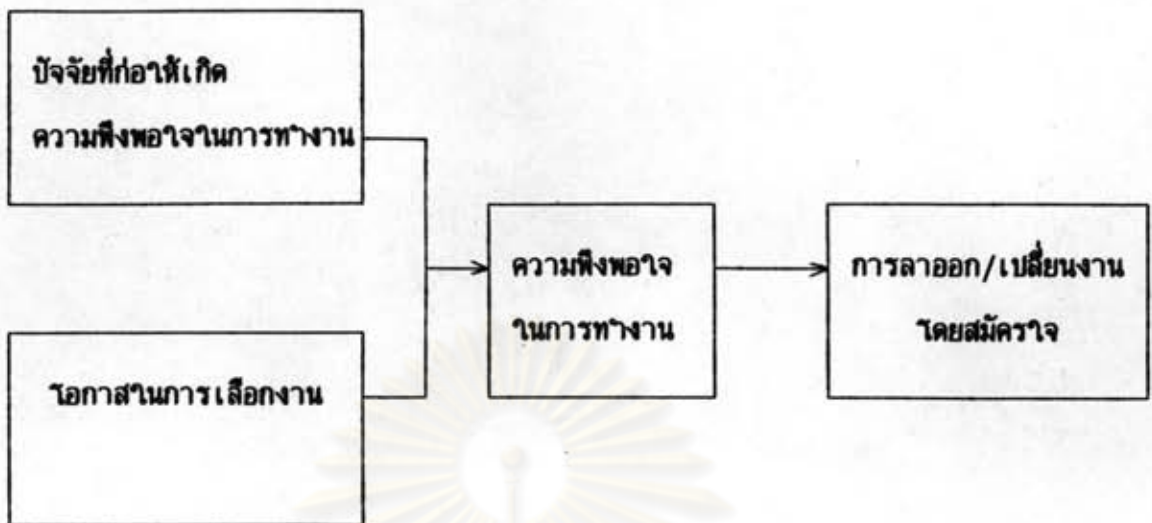 ปัจจัยที่ก่อให้เกิด
ความพึงพอใจในการทำงาน
โอกาสในการเลือกงาน
ความพึงพอใจ
ในการทำงาน
การลาออก/เปลี่ยนงาน
โดยสมัครใจ